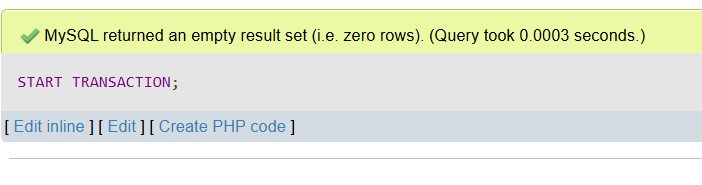 MySQL returned an empty result set (i.e. zero rows). (Query took 0.0003 seconds.)
START TRANSACTION;
[ Edit inline ] [ Edit ] [ Create PHP code ]